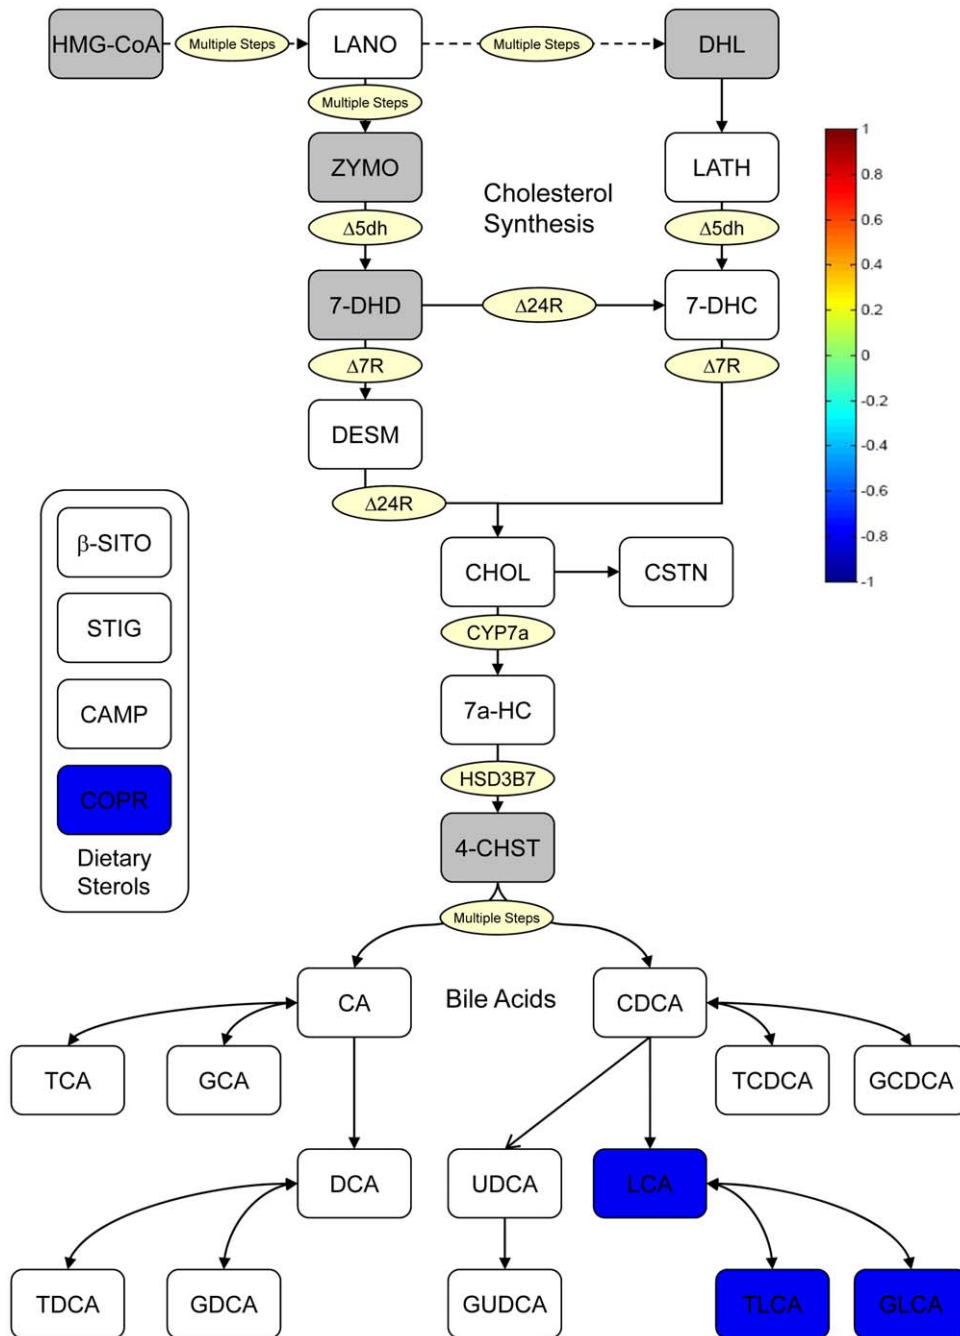 HMG-CoA
Multiple Steps
LANO
Multiple Steps
DHL
Multiple Steps
ZYMO
LATH
Cholesterol
Synthesis
Δ5dh
Δ5dh
7-DHD
Δ24R
7-DHC
Δ7R
Δ7R
DESM
Δ24R
1
0.8
0.6
0.4
0.2
0
-0.2
-0.4
-0.6
-0.8
-1
CHOL
CSTN
CYP7a
7a-HC
HSD3B7
4-CHST
Multiple Steps
β-SITO
STIG
CAMP
COPR
Dietary
Sterols
CA
Bile Acids
CDCA
TCA
GCA
TCDCA
GCDCA
DCA
UDCA
LCA
TDCA
GDCA
GUDCA
TLCA
GLCA